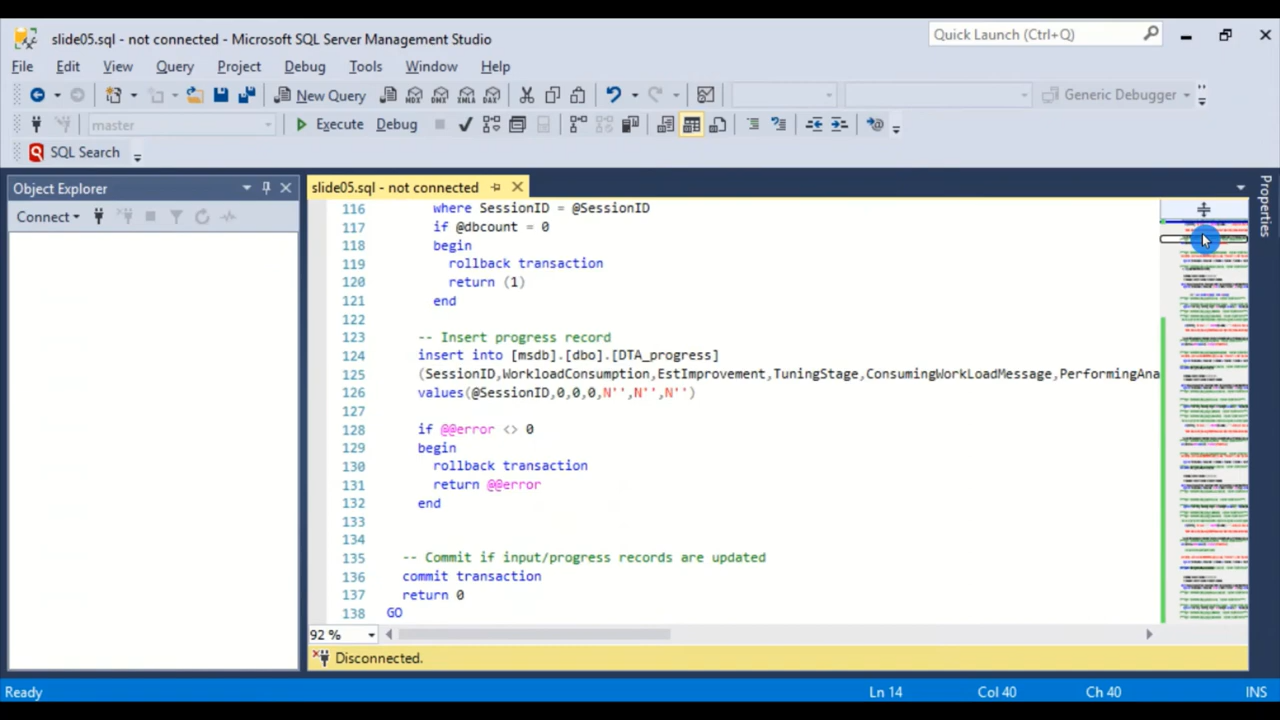 slide05.sql - not connected - Microsoft SQL Server Management Studio
Quick Launch (Ctrl+Q)
File Edit View Query Project Debug Tools Window Help
New Query MDX DMX XMLA DAX Generic Debugger
master Execute Debug
SQL Search
Object Explorer
Connect
slide05.sql - not connected
Properties
116 where SessionID = @SessionID
117 if @dbcount = 0
118 begin
119 rollback transaction
120 return (1)
121 end
122
123 -- Insert progress record
124 insert into [msdb].[dbo].[DTA_progress]
125 (SessionID,WorkloadConsumption,EstImprovement,TuningStage,ConsumingWorkLoadMessage,PerformingAna
126 values(@SessionID,0,0,0,N'',N'',N'')
127
128 if @@error <> 0
129 begin
130 rollback transaction
131 return @@error
132 end
133
134
135 -- Commit if input/progress records are updated
136 commit transaction
137 return 0
138 GO
92 %
Disconnected.
Ready Ln 14 Col 40 Ch 40 INS